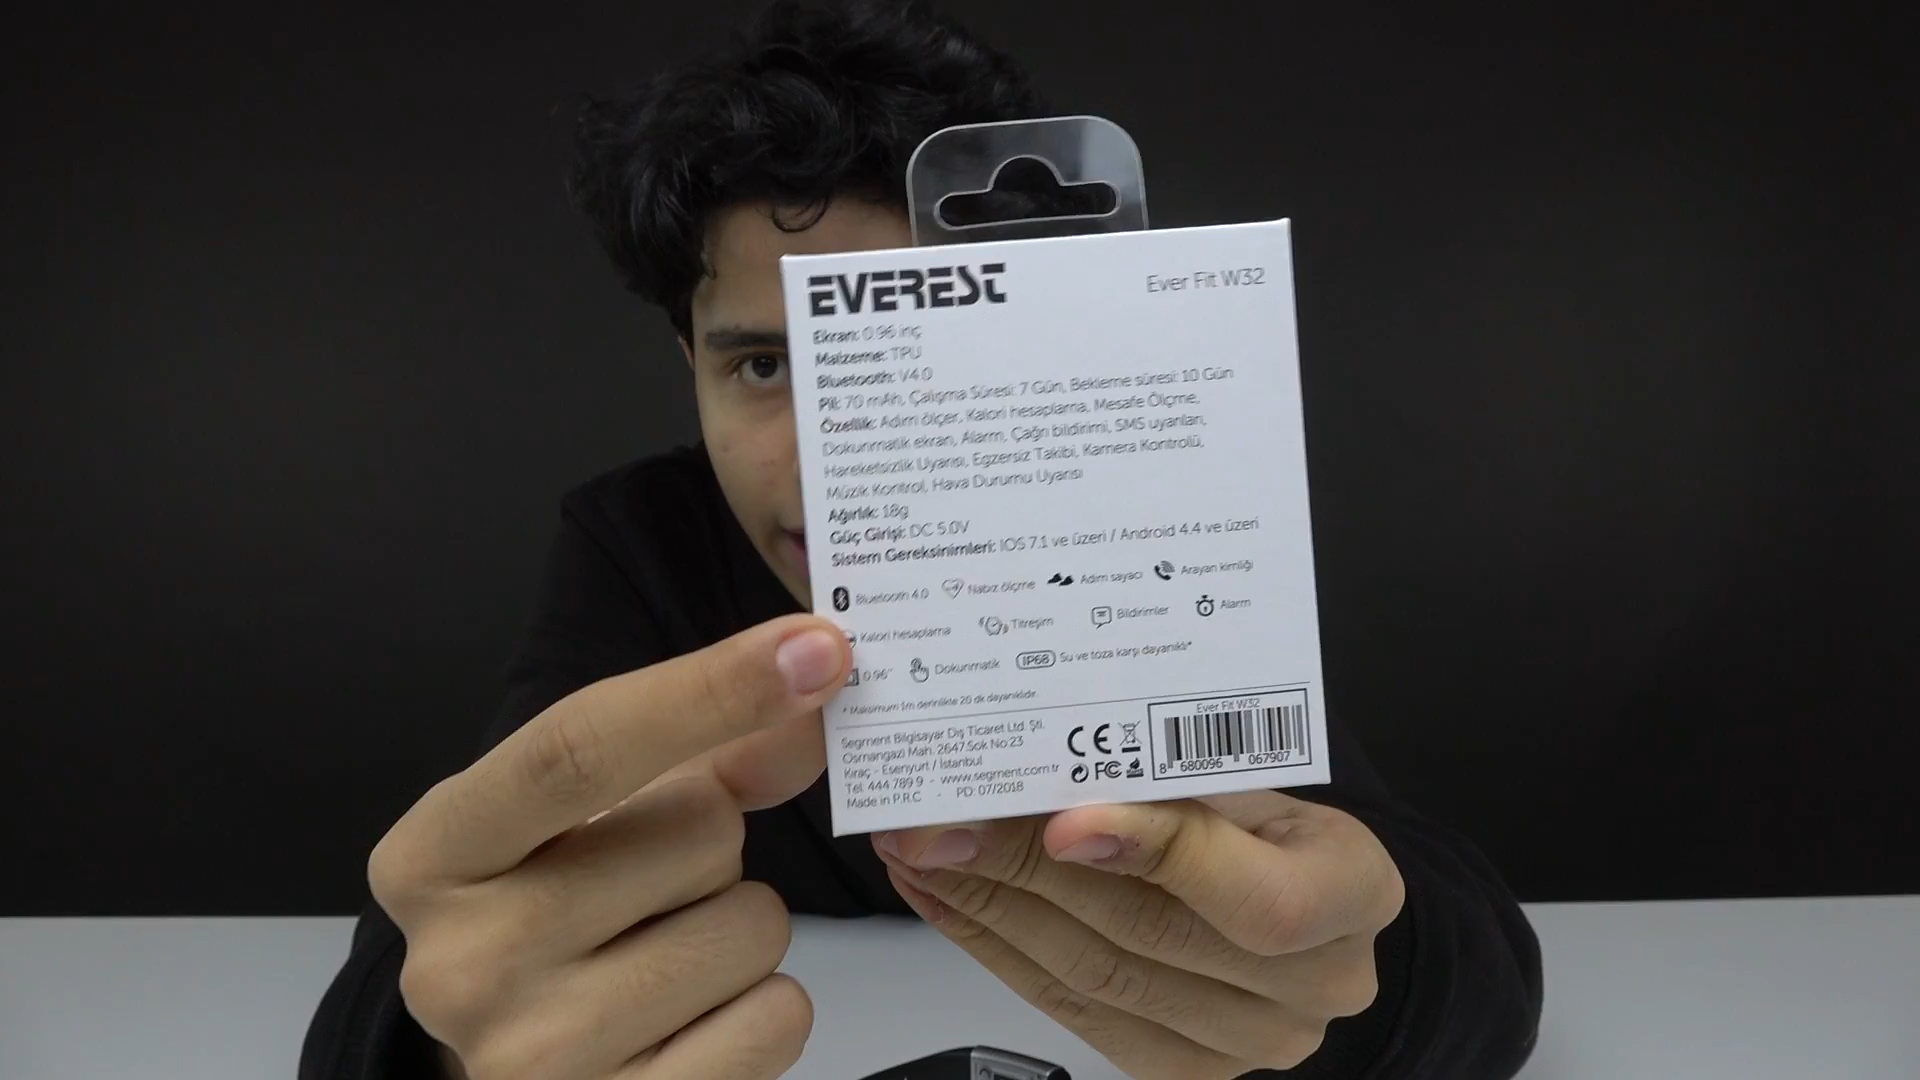 EVEREST
Ever Fit W32
Ekran: 0.96 inç
Malzeme: TPU
Bluetooth: V4.0
Pil: 70 mAh, Çalışma Süresi: 7 Gün, Bekleme süresi: 10 Gün
Özellik: Adım ölçer, Kalori hesaplama, Mesafe Ölçme,
Dokunmatik ekran, Alarm, Çağrı bildirimi, SMS uyarıları,
Hareketsizlik Uyarısı, Egzersiz Takibi, Kamera Kontrolü,
Müzik Kontrol, Hava Durumu Uyarısı
Ağırlık: 18g
Güç Girişi: DC 5.0V
Sistem Gereksinimleri: IOS 7.1 ve üzeri / Android 4.4 ve üzeri
Bluetooth 4.0 Nabız ölçme Adım sayacı Arayan kimliği
Kalori hesaplama Titreşim Bildirimler Alarm
0.96" Dokunmatik IP68 Su ve toza karşı dayanıklı*
* Maksimum 1m derinlikte 20 dk dayanıklıdır.
Segment Bilgisayar Dış Ticaret Ltd. Şti.
Osmangazi Mah. 2647.Sok No:23
Kıraç - Esenyurt / İstanbul
Tel: 444 789 9 - www.segment.com.tr
Made in P.R.C - PD: 07/2018
CE
FC
Ever Fit W32
8 680096 067907